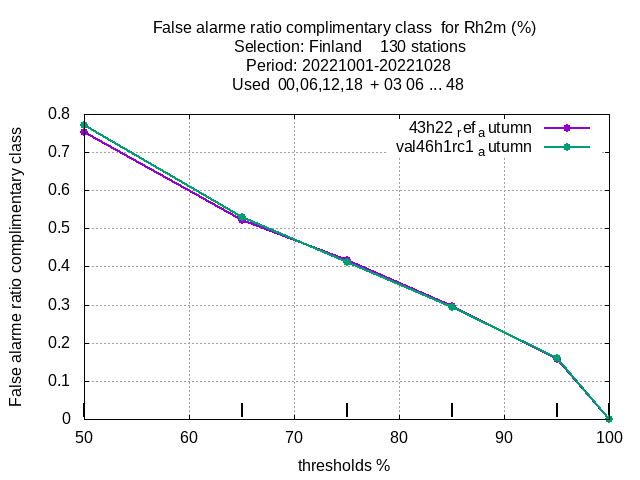 False alarme ratio complimentary class  for Rh2m (%)
Selection: Finland    130 stations
Period: 20221001-20221028
Used  00,06,12,18  + 03 06 ... 48
43h22_ref_autumn
val46h1rc1_autumn
False alarme ratio complimentary class
0.8
0.7
0.6
0.5
0.4
0.3
0.2
0.1
0
50 60 70 80 90 100
thresholds %